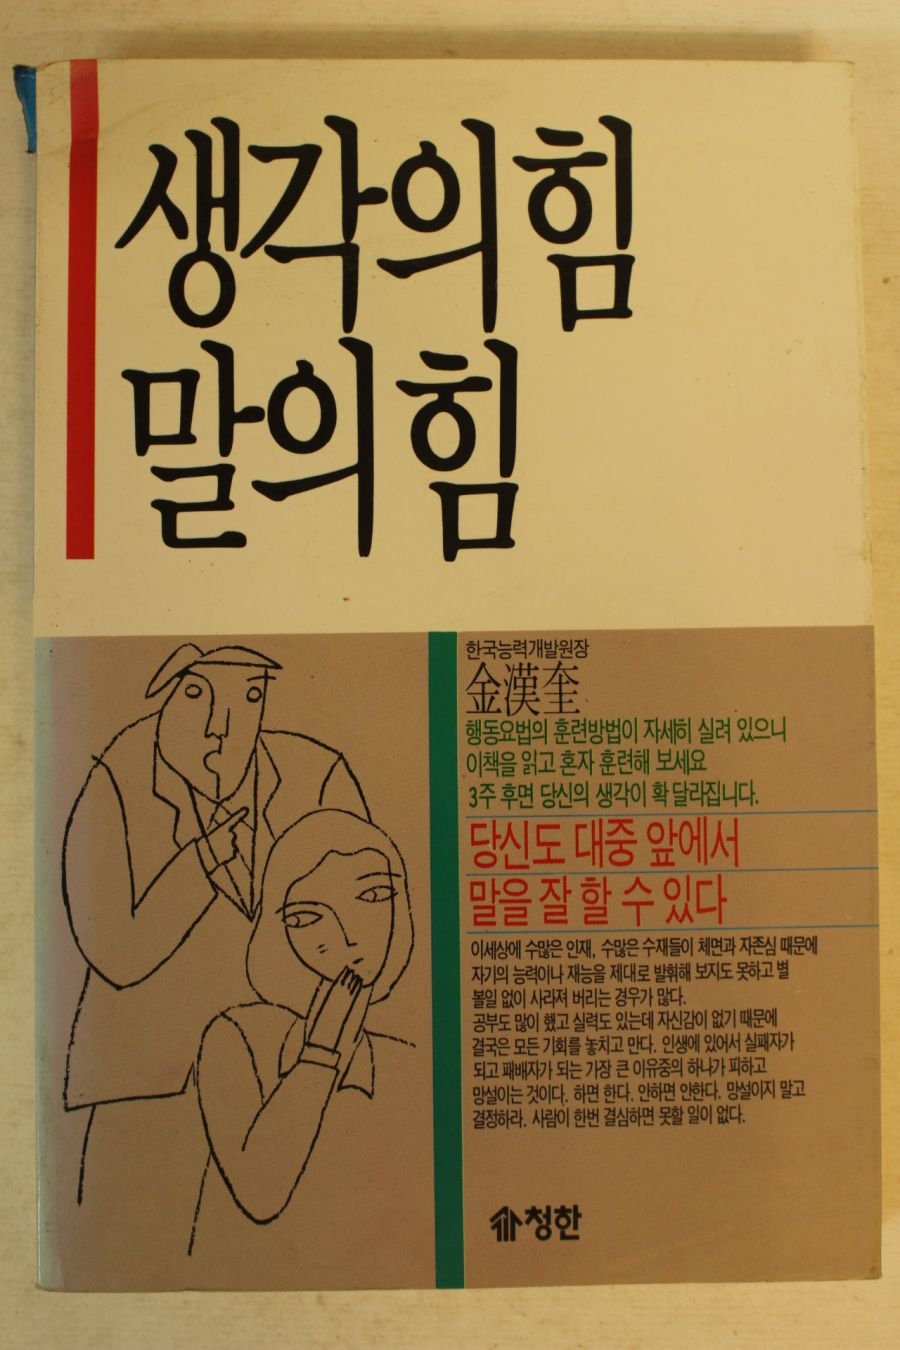 생각의 힘
말의 힘
한국능력개발원장
金漢奎
행동요법의 훈련방법이 자세히 실려 있으니
이책을 읽고 혼자 훈련해 보세요
3주 후면 당신의 생각이 확 달라집니다.
당신도 대중 앞에서
말을 잘 할 수 있다
이세상에 수많은 인재, 수많은 수재들이 체면과 자존심 때문에
자기의 능력이나 재능을 제대로 발휘해 보지도 못하고 별
볼일 없이 사라져 버리는 경우가 많다.
공부도 많이 했고 실력도 있는데 자신감이 없기 때문에
결국은 모든 기회를 놓치고 만다. 인생에 있어서 실패자가
되고 패배자가 되는 가장 큰 이유중의 하나가 피하고
망설이는 것이다. 하면 한다. 안하면 안한다. 망설이지 말고
결정하라. 사람이 한번 결심하면 못할 일이 없다.
청한